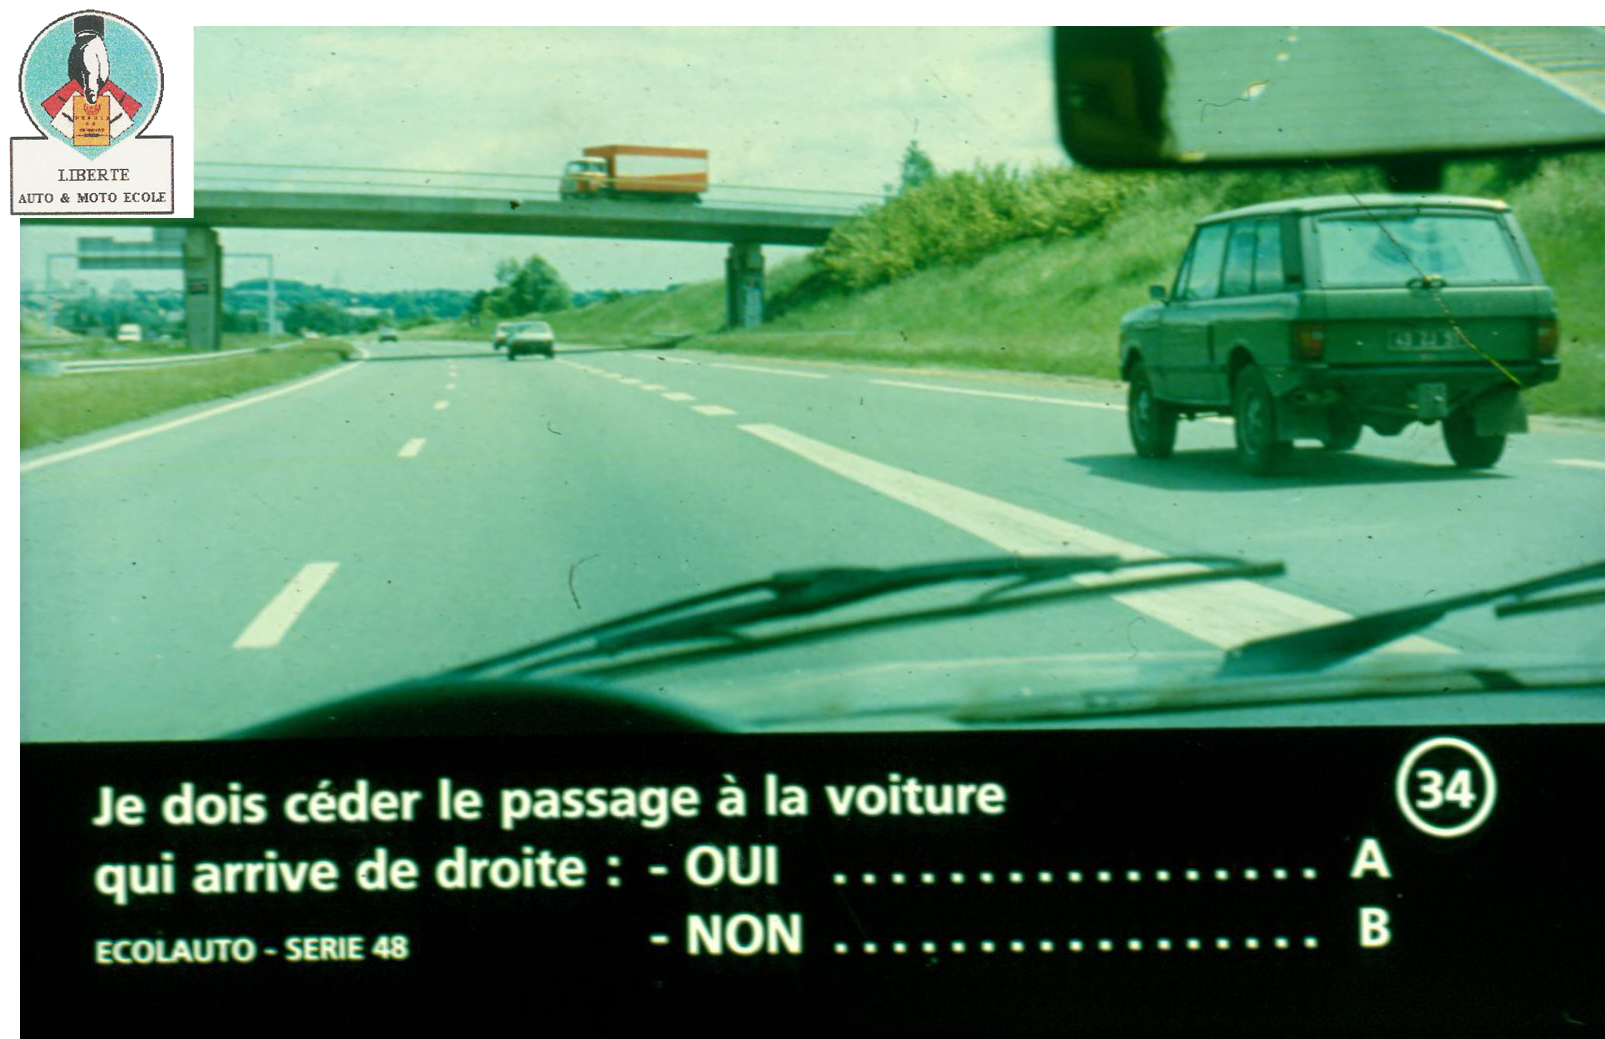 LIBERTE
AUTO & MOTO ECOLE
Je dois céder le passage à la voiture
34
qui arrive de droite : - OUI ................. A
- NON ................. B
ECOLAUTO - SERIE 48